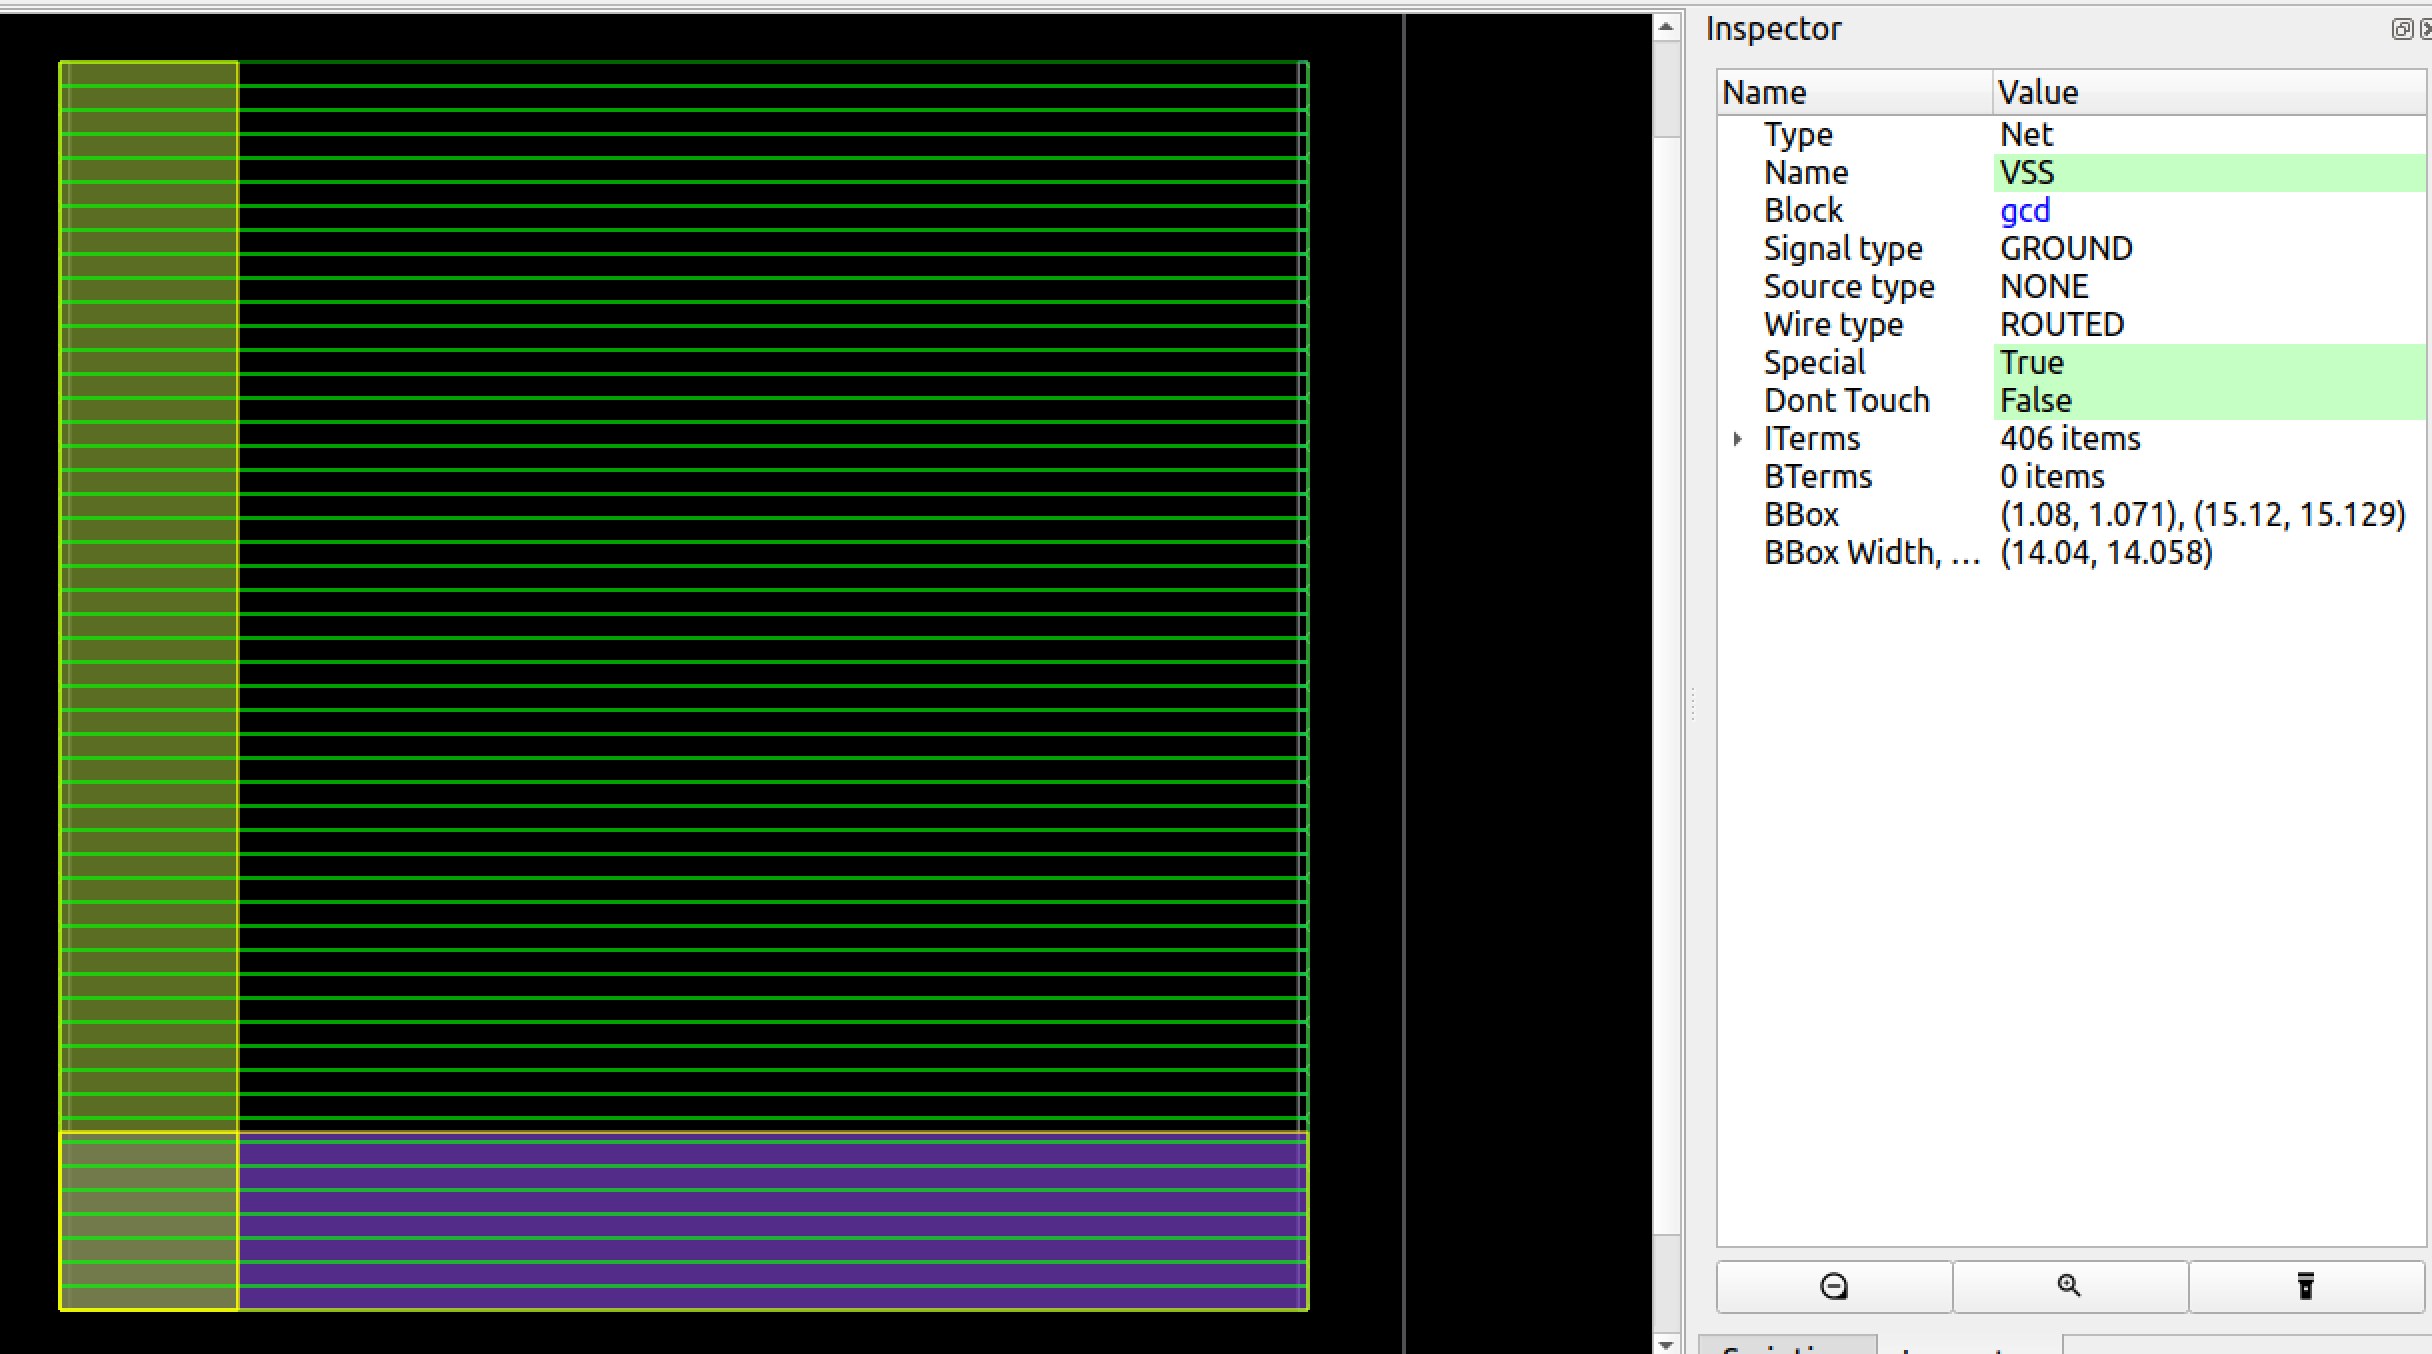 Inspector
Name Value
Type Net
Name VSS
Block gcd
Signal type GROUND
Source type NONE
Wire type ROUTED
Special True
Dont Touch False
ITerms 406 items
BTerms 0 items
BBox (1.08, 1.071), (15.12, 15.129)
BBox Width, ... (14.04, 14.058)